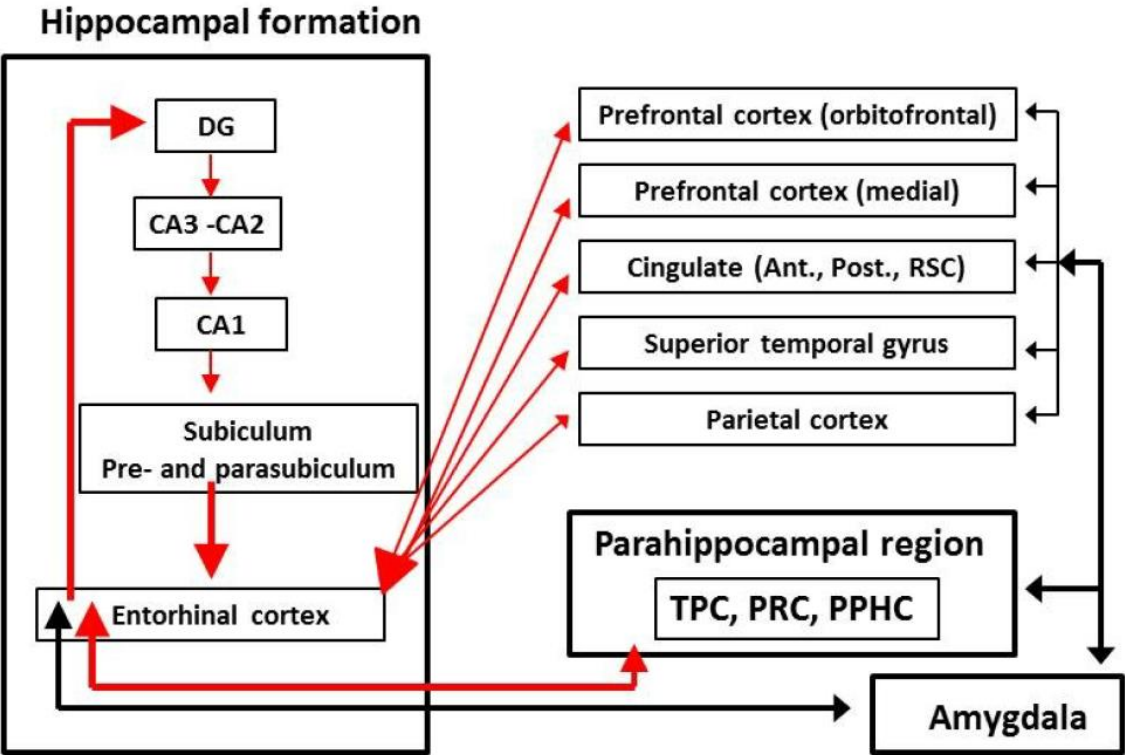 Hippocampal formation
DG
CA3 -CA2
CA1
Subiculum
Pre- and parasubiculum
Entorhinal cortex
Prefrontal cortex (orbitofrontal)
Prefrontal cortex (medial)
Cingulate (Ant., Post., RSC)
Superior temporal gyrus
Parietal cortex
Parahippocampal region
TPC, PRC, PPHC
Amygdala